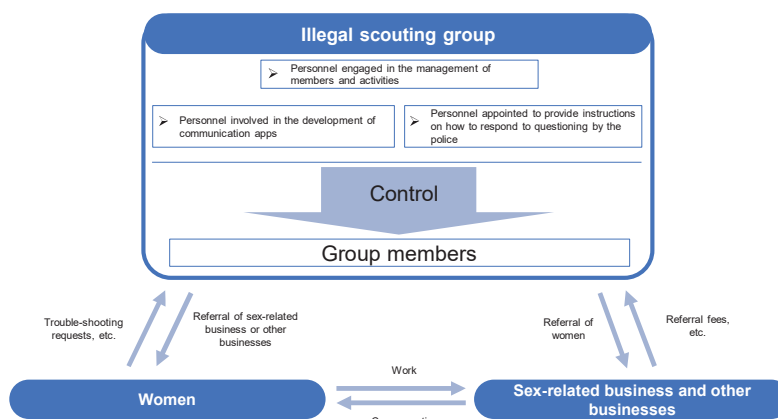 Illegal scouting group
➢ Personnel engaged in the management of
members and activities
➢ Personnel involved in the development of
communication apps
➢ Personnel appointed to provide instructions
on how to respond to questioning by the
police
Control
Group members
Trouble-shooting
requests, etc.
Referral of sex-related
business or other
businesses
Referral of
women
Referral fees,
etc.
Work
Women
Sex-related business and other
businesses